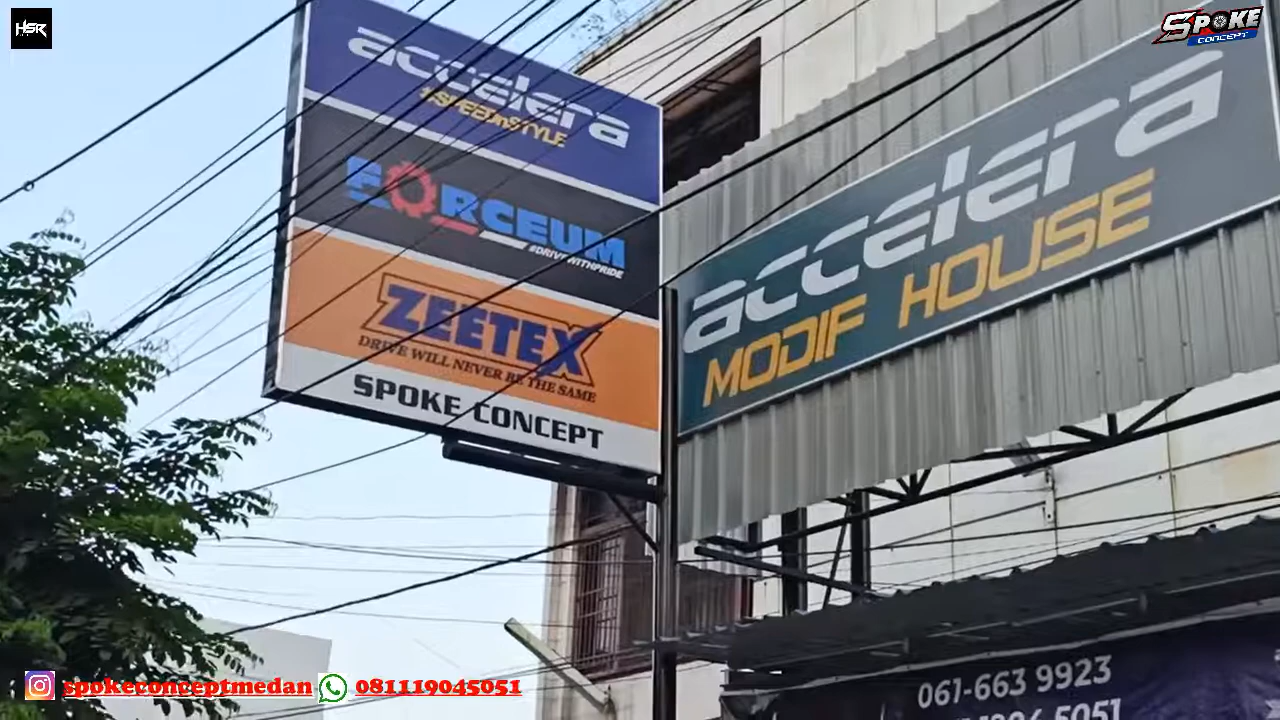 HSR
SPOKE
CONCEPT
accelera
#SPEEDNSTYLE
FORCEUM
#DRIVEWITHPRIDE
ZEETEX
DRIVE WILL NEVER BE THE SAME
SPOKE CONCEPT
accelera
MODIF HOUSE
061-663 9923
5051
spokeconceptmedan 081119045051